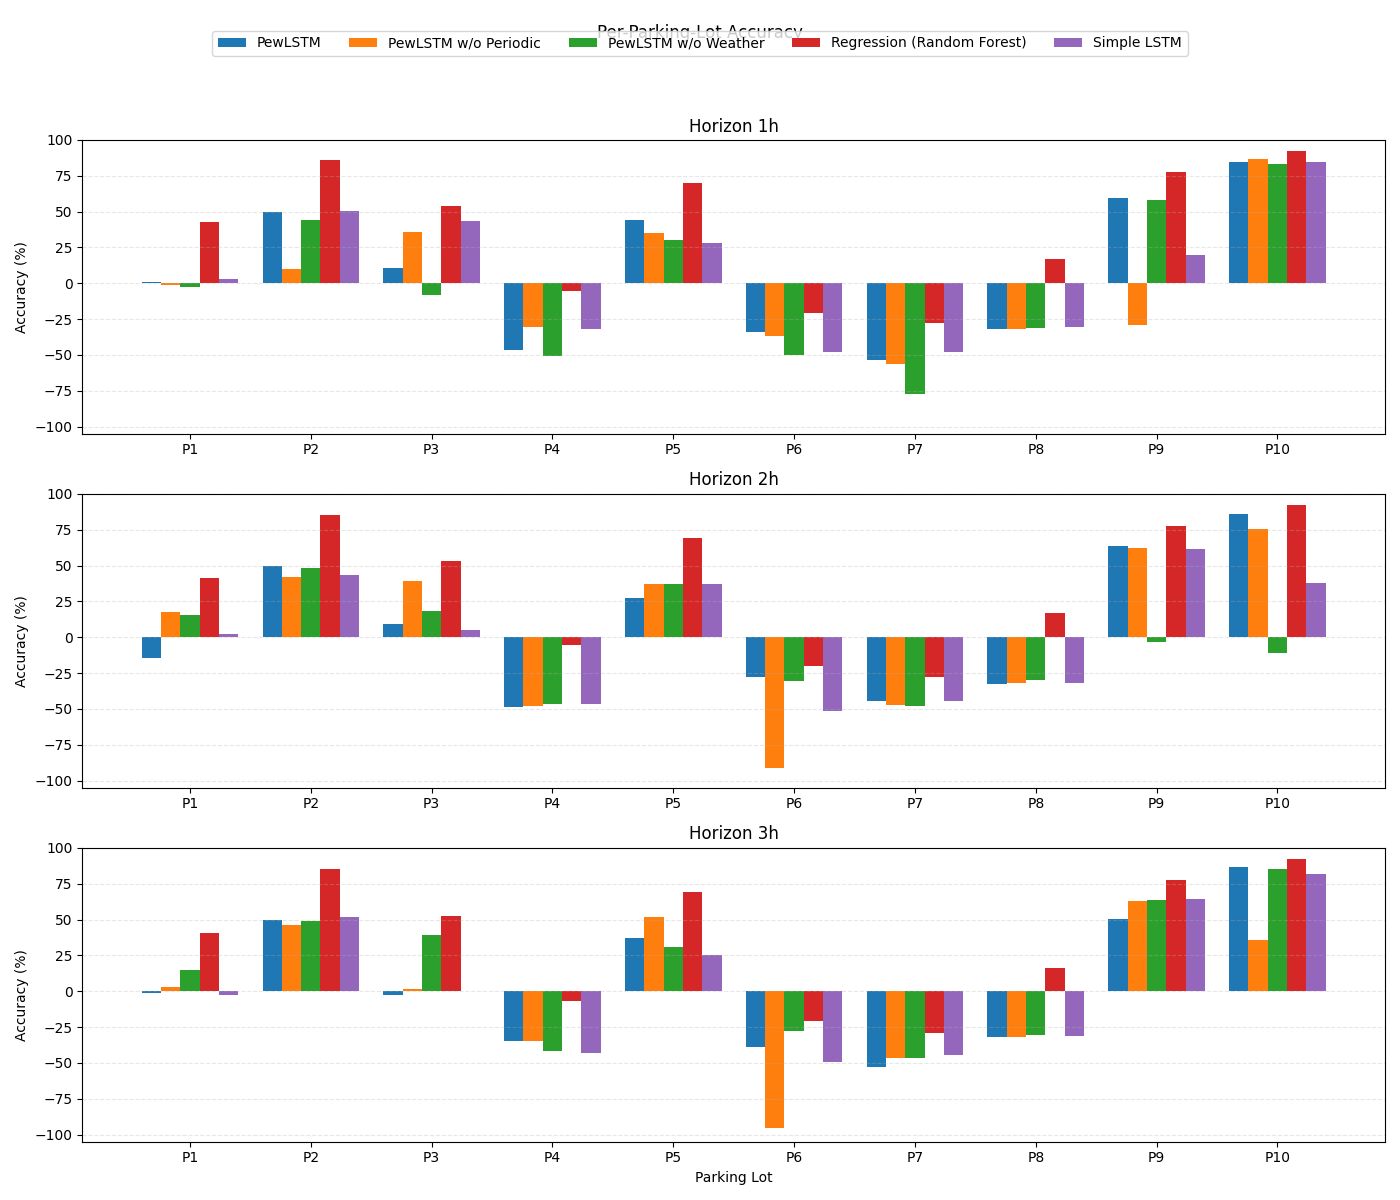 Per-Parking-Lot Accuracy
PewLSTM PewLSTM w/o Periodic PewLSTM w/o Weather Regression (Random Forest) Simple LSTM
Horizon 1h
Accuracy (%)
100
75
50
25
0
−25
−50
−75
−100
P1 P2 P3 P4 P5 P6 P7 P8 P9 P10
Horizon 2h
Accuracy (%)
100
75
50
25
0
−25
−50
−75
−100
P1 P2 P3 P4 P5 P6 P7 P8 P9 P10
Horizon 3h
Accuracy (%)
100
75
50
25
0
−25
−50
−75
−100
P1 P2 P3 P4 P5 P6 P7 P8 P9 P10
Parking Lot